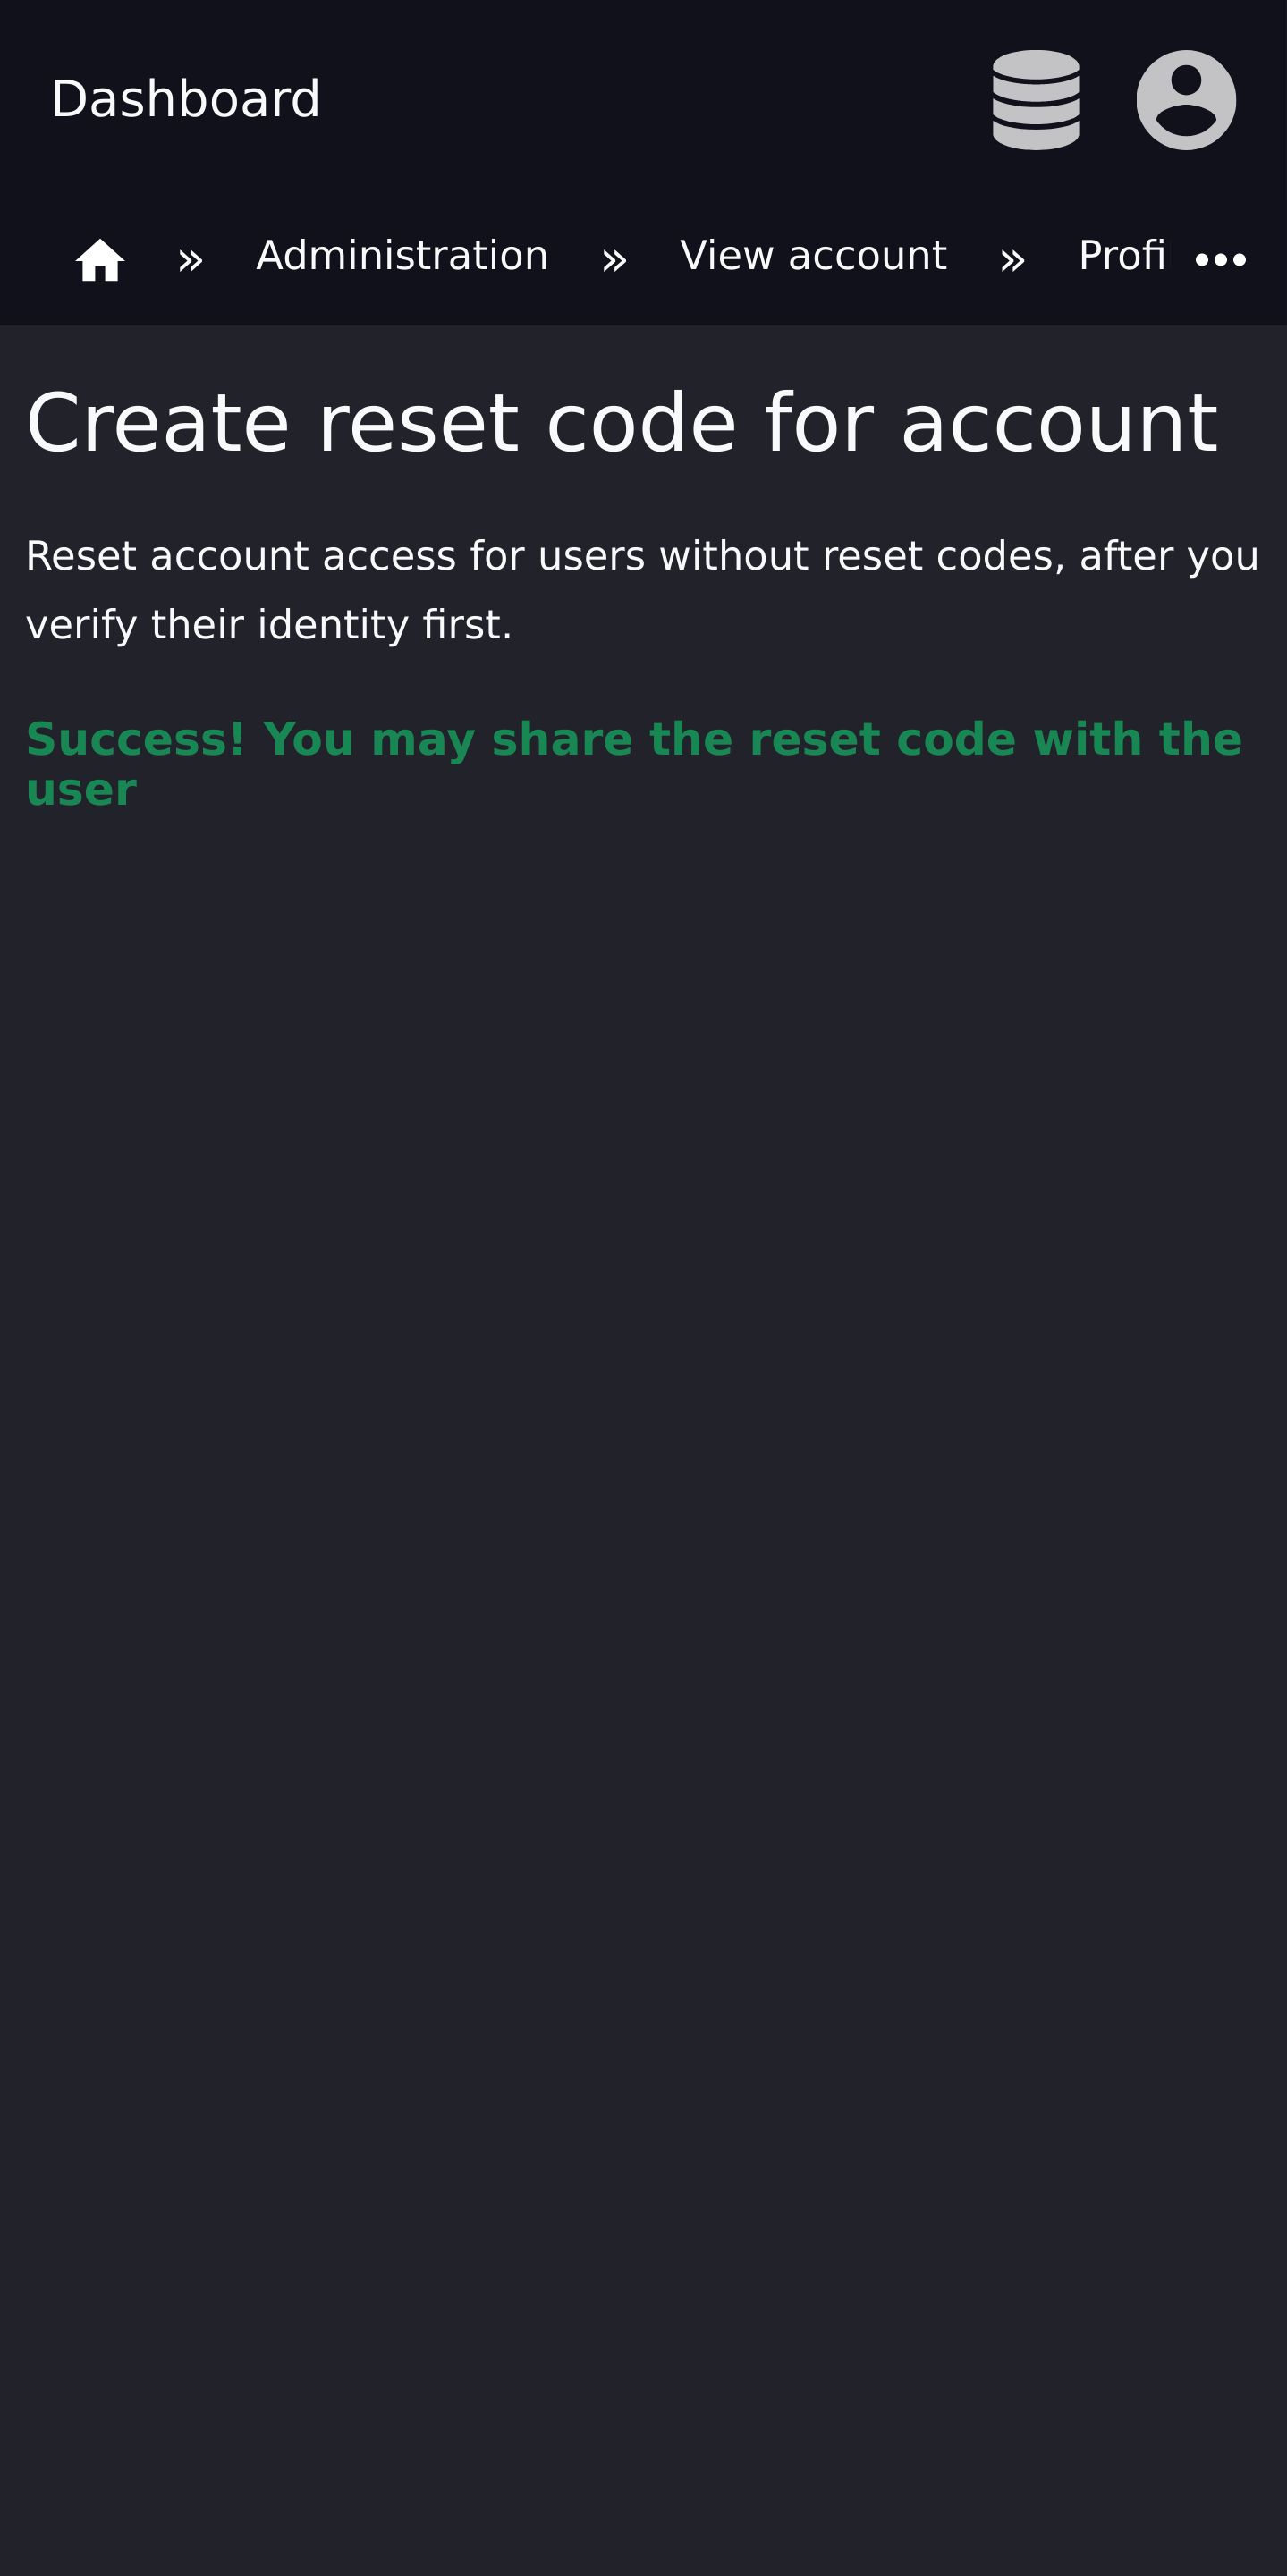 Dashboard
» Administration » View account » Profi
Create reset code for account
Reset account access for users without reset codes, after you
verify their identity first.
Success! You may share the reset code with the
user